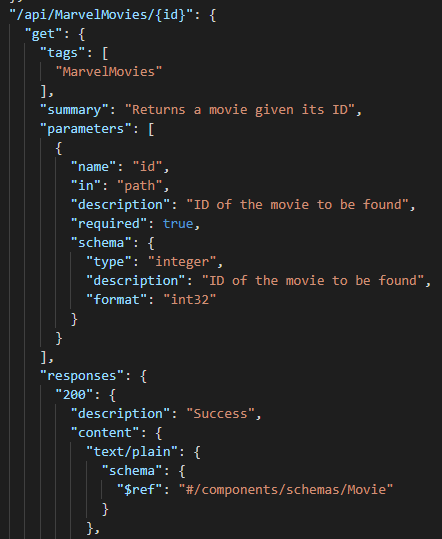 },
"/api/MarvelMovies/{id}": {
"get": {
"tags": [
"MarvelMovies"
],
"summary": "Returns a movie given its ID",
"parameters": [
{
"name": "id",
"in": "path",
"description": "ID of the movie to be found",
"required": true,
"schema": {
"type": "integer",
"description": "ID of the movie to be found",
"format": "int32"
}
}
],
"responses": {
"200": {
"description": "Success",
"content": {
"text/plain": {
"schema": {
"$ref": "#/components/schemas/Movie"
}
},